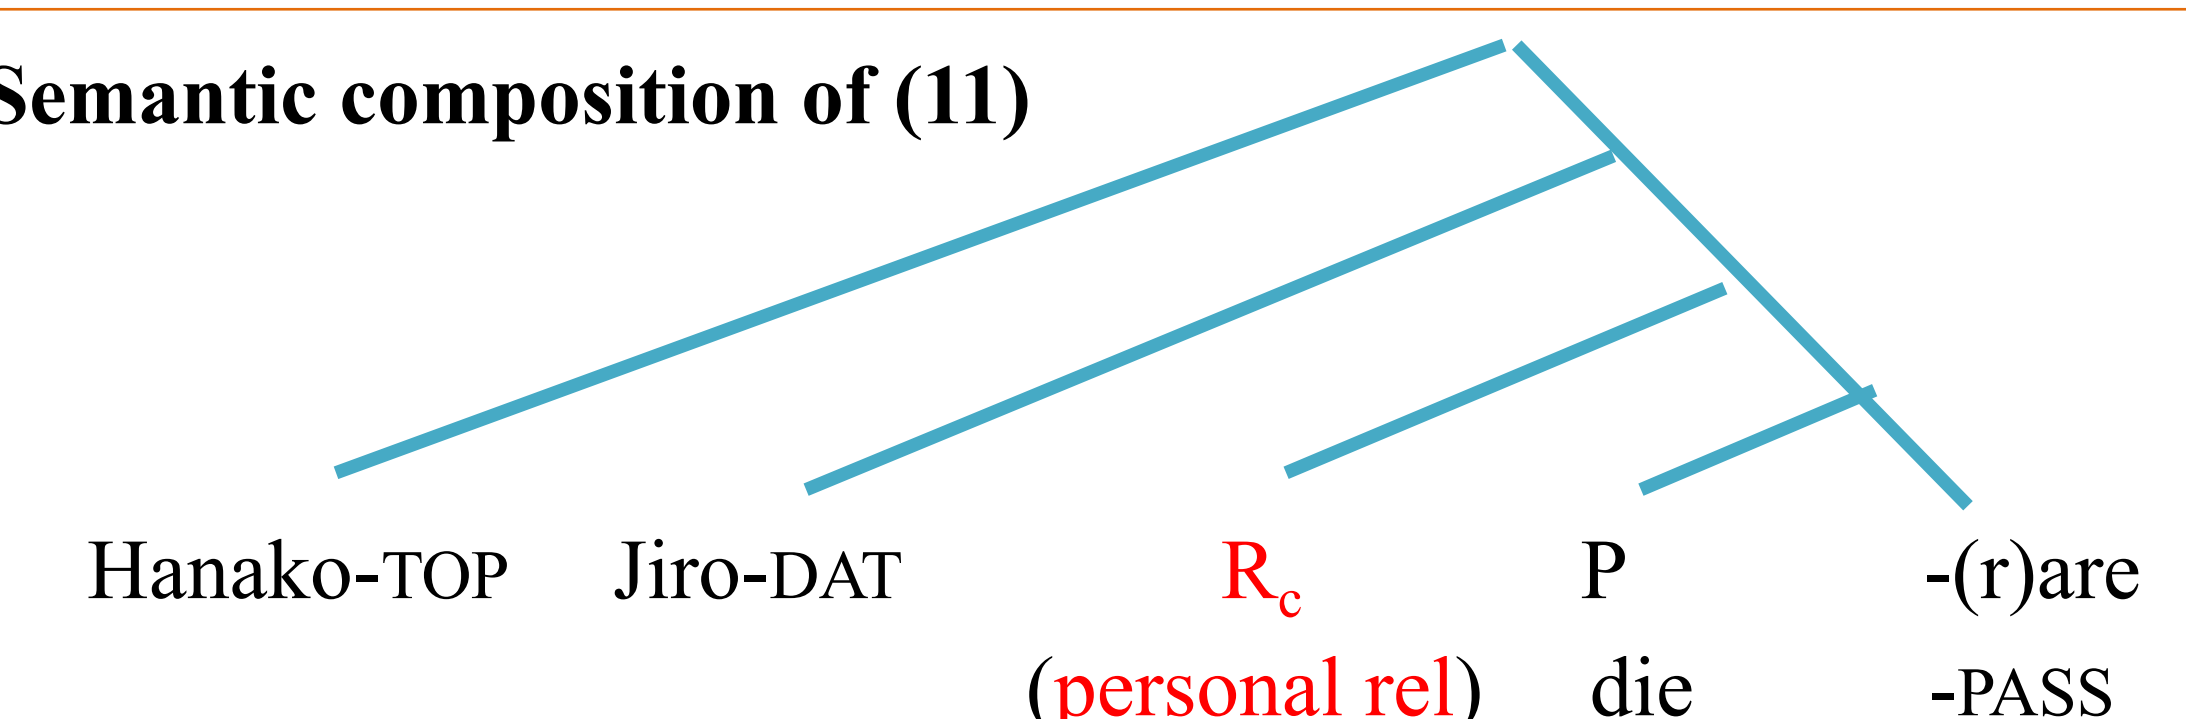 Semantic composition of (11)
Hanako-TOP Jiro-DAT Rc P -(r)are
(personal rel) die -PASS